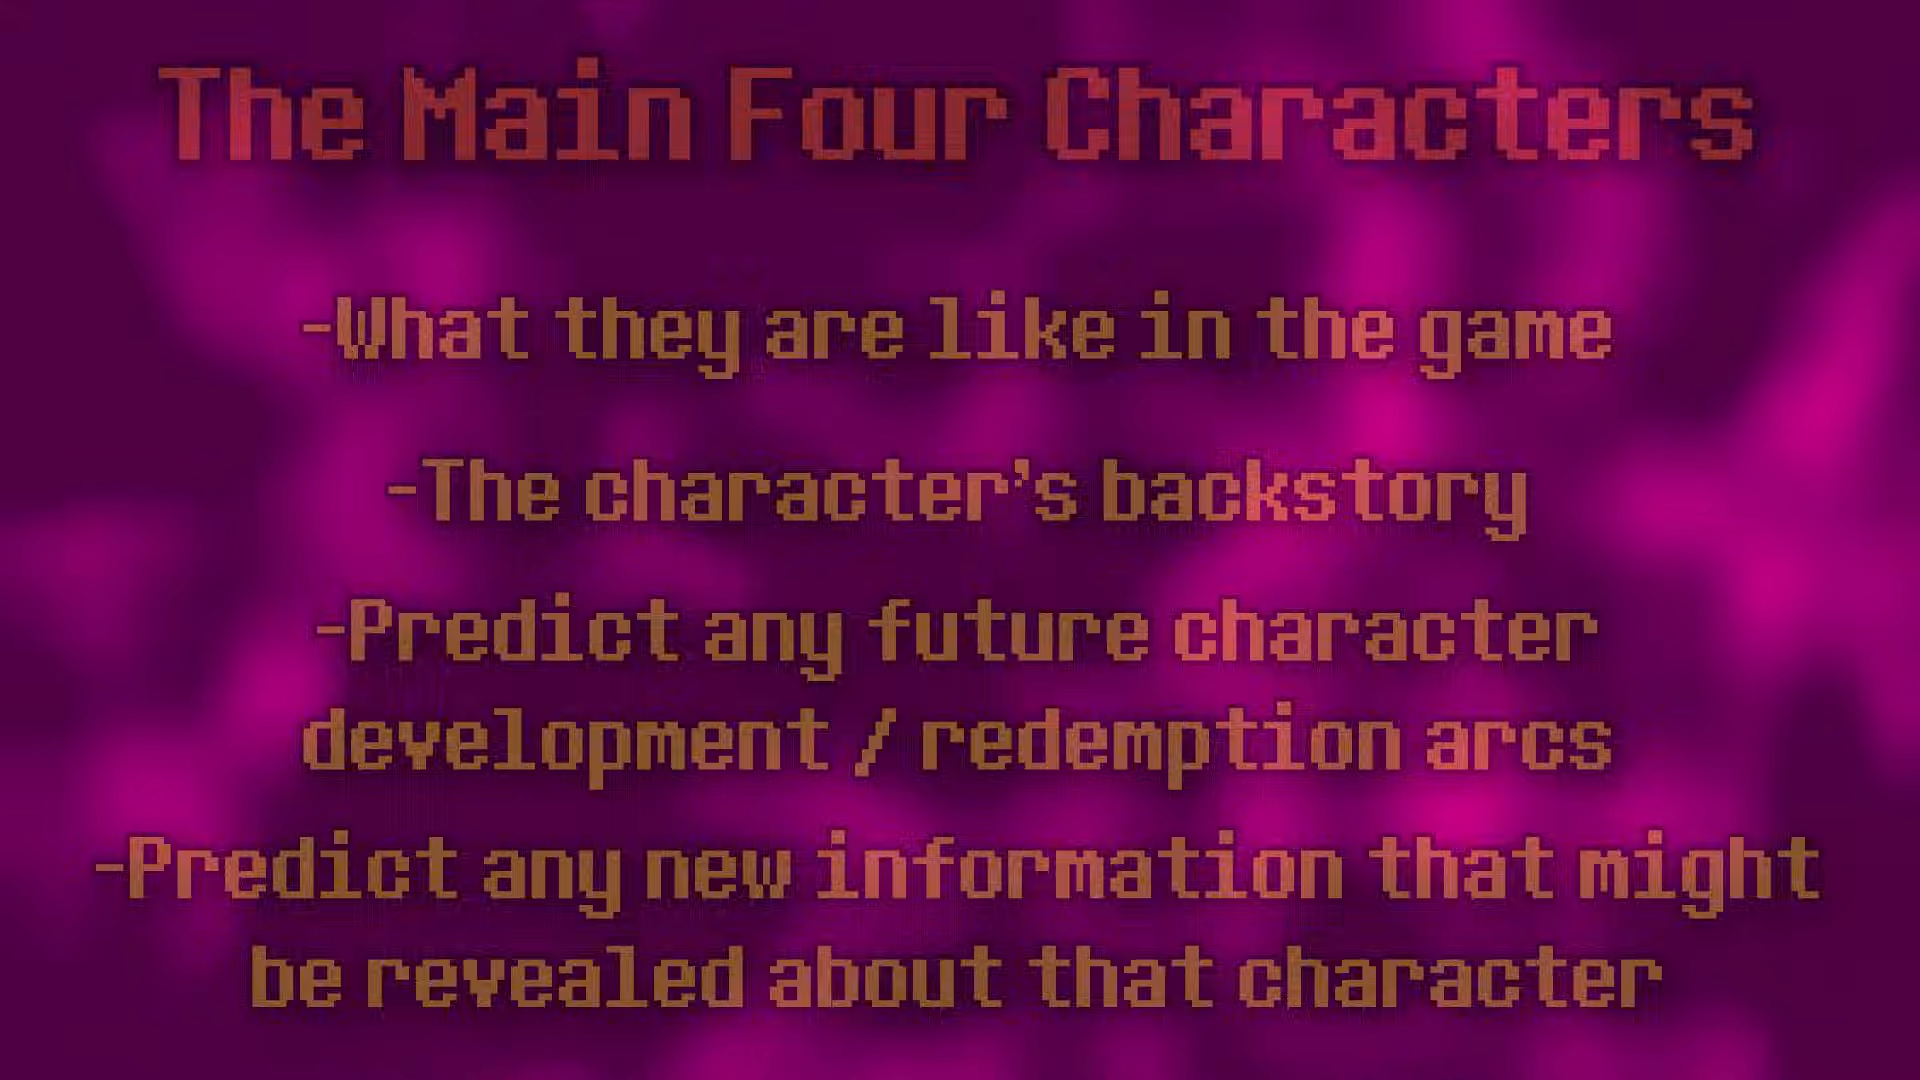 The Main Four Characters
-What they are like in the game
-The character's backstory
-Predict any future character
development / redemption arcs
-Predict any new information that might
be revealed about that character